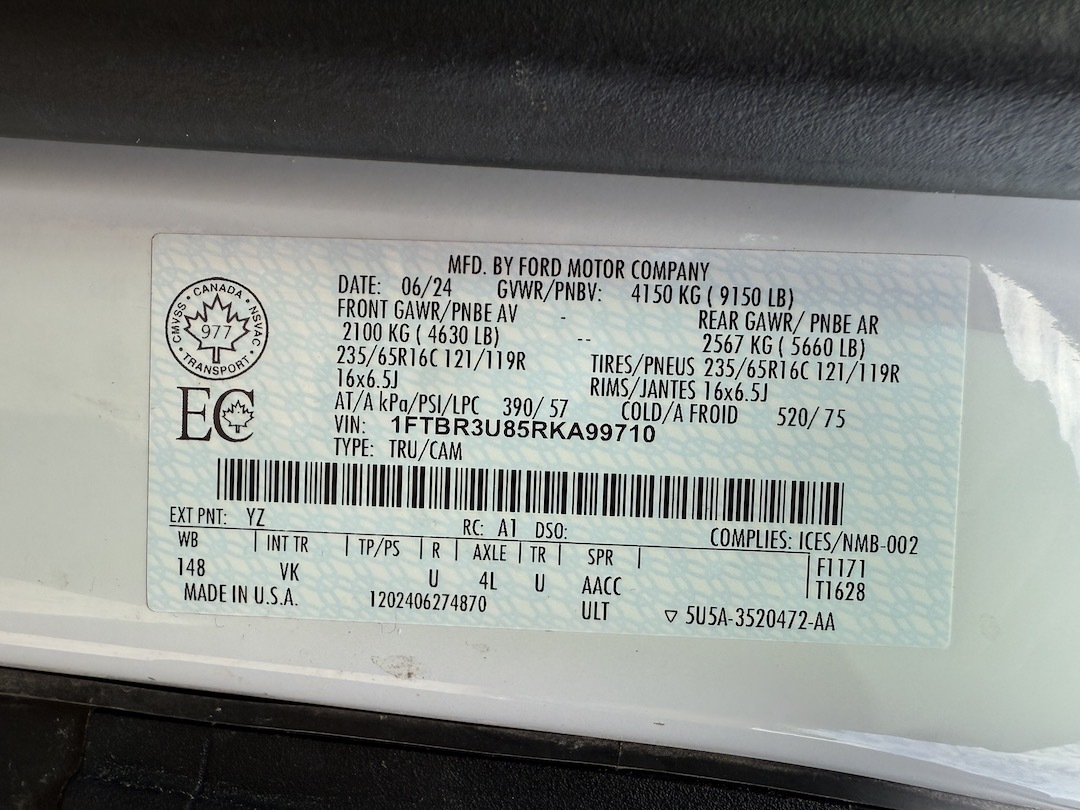 MFD. BY FORD MOTOR COMPANY
DATE: 06/24 GVWR/PNBV: 4150 KG ( 9150 LB)
FRONT GAWR/PNBE AV - REAR GAWR/ PNBE AR
2100 KG ( 4630 LB) -- 2567 KG ( 5660 LB)
235/65R16C 121/119R TIRES/PNEUS 235/65R16C 121/119R
16x6.5J RIMS/JANTES 16x6.5J
AT/A kPa/PSI/LPC 390/ 57 COLD/A FROID 520/ 75
VIN: 1FTBR3U85RKA99710
TYPE: TRU/CAM
CMVSS • CANADA • NSVAC • TRANSPORT •
977
EC
EXT PNT: YZ RC: A1 DSO: COMPLIES: ICES/NMB-002
WB | INT TR | TP/PS | R | AXLE | TR | SPR | F1171
148 VK U 4L U AACC T1628
MADE IN U.S.A. 1202406274870 ULT ▽ 5U5A-3520472-AA